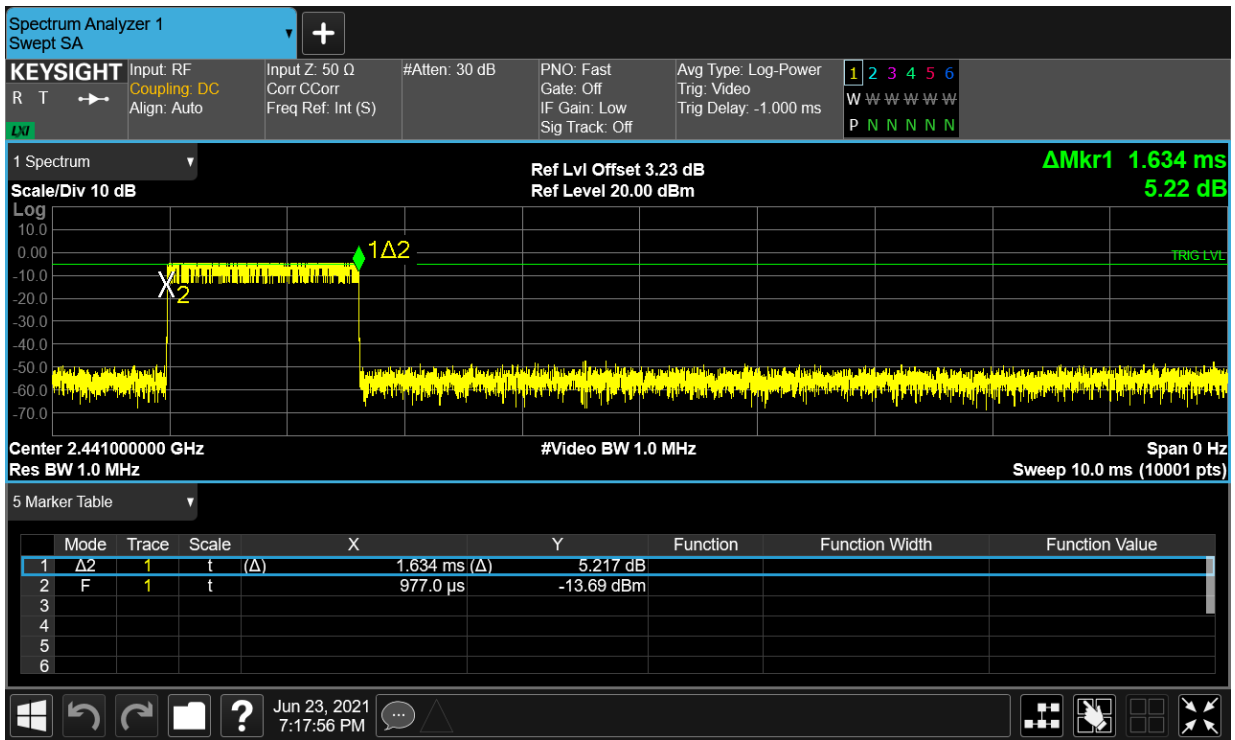 Spectrum Analyzer 1
Swept SA
+
KEYSIGHT
R T
LXI
Input: RF
Coupling: DC
Align: Auto
Input Z: 50 Ω
Corr CCorr
Freq Ref: Int (S)
#Atten: 30 dB
PNO: Fast
Gate: Off
IF Gain: Low
Sig Track: Off
Avg Type: Log-Power
Trig: Video
Trig Delay: -1.000 ms
1 2 3 4 5 6
W W W W W W
P N N N N N
1 Spectrum
Scale/Div 10 dB
Ref Lvl Offset 3.23 dB
Ref Level 20.00 dBm
ΔMkr1 1.634 ms
5.22 dB
Log
10.0
0.00
-10.0
-20.0
-30.0
-40.0
-50.0
-60.0
-70.0
1Δ2
X2
TRIG LVL
Center 2.441000000 GHz
Res BW 1.0 MHz
#Video BW 1.0 MHz
Span 0 Hz
Sweep 10.0 ms (10001 pts)
5 Marker Table
Mode Trace Scale X Y Function Function Width Function Value
1 Δ2 1 t (Δ) 1.634 ms (Δ) 5.217 dB
2 F 1 t 977.0 µs -13.69 dBm
3
4
5
6
?
Jun 23, 2021
7:17:56 PM